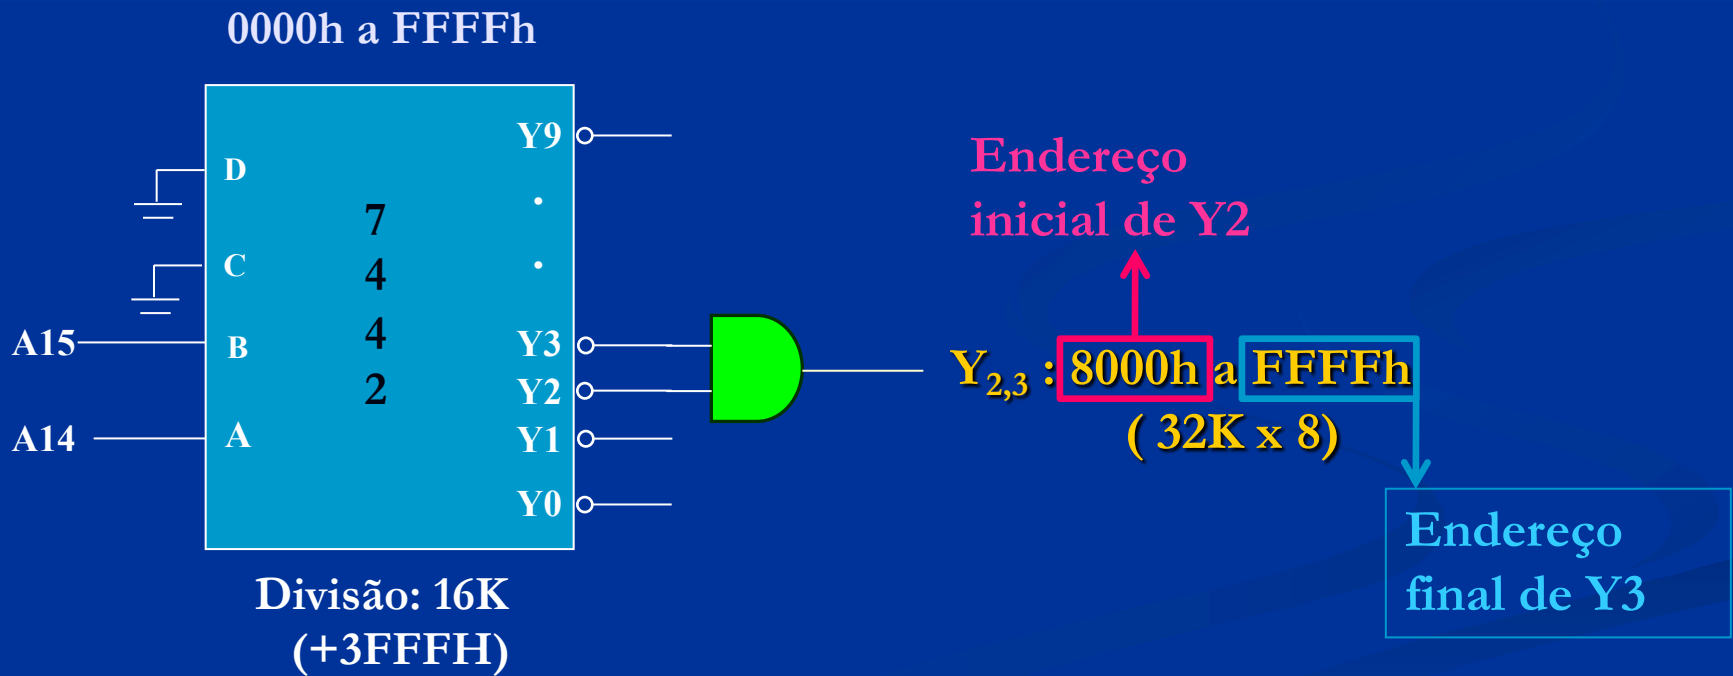 0000h a FFFFh
Y9
D
7
4
4
2
C
A15
B
Y3
Y2
A14
A
Y1
Y0
Divisão: 16K
(+3FFFH)
Endereço
inicial de Y2
Y2,3 : 8000h a FFFFh
( 32K x 8)
Endereço
final de Y3